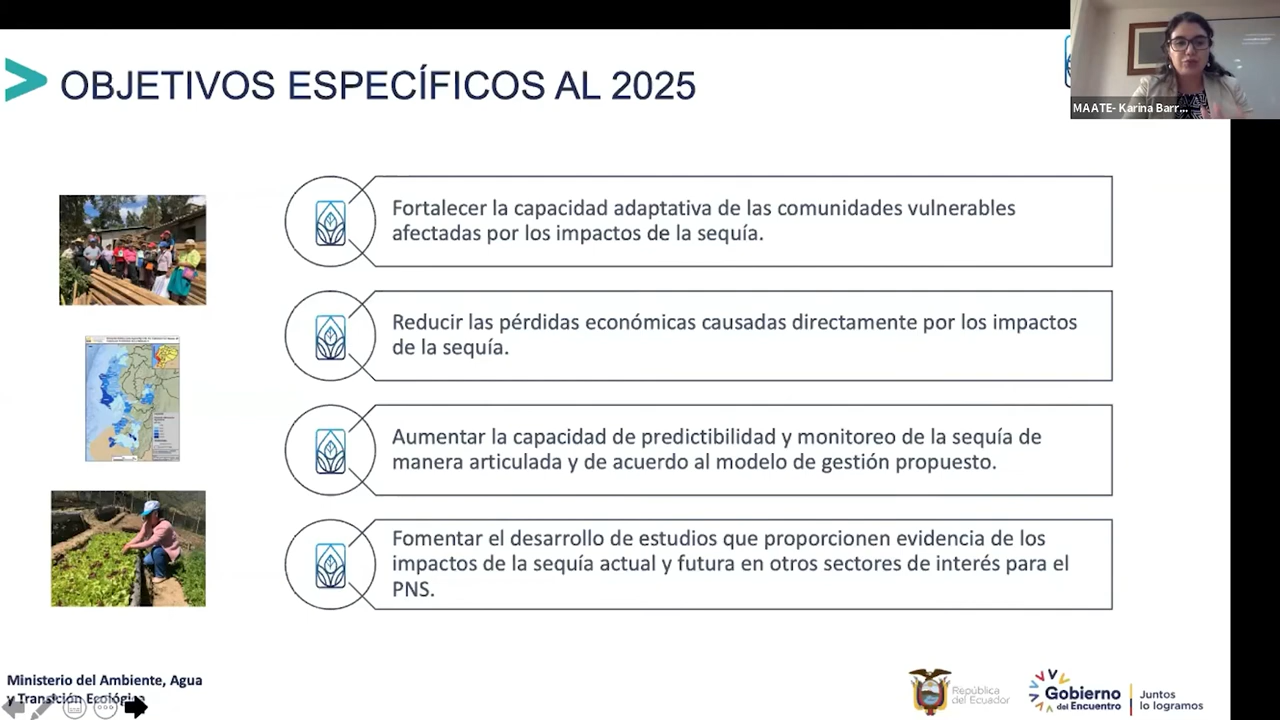 OBJETIVOS ESPECÍFICOS AL 2025
MAATE- Karina Barr...
Fortalecer la capacidad adaptativa de las comunidades vulnerables
afectadas por los impactos de la sequía.
Reducir las pérdidas económicas causadas directamente por los impactos
de la sequía.
Aumentar la capacidad de predictibilidad y monitoreo de la sequía de
manera articulada y de acuerdo al modelo de gestión propuesto.
Fomentar el desarrollo de estudios que proporcionen evidencia de los
impactos de la sequía actual y futura en otros sectores de interés para el
PNS.
Ministerio del Ambiente, Agua
y Transición Ecológica
República
del Ecuador
Gobierno
del Encuentro
Juntos
lo logramos